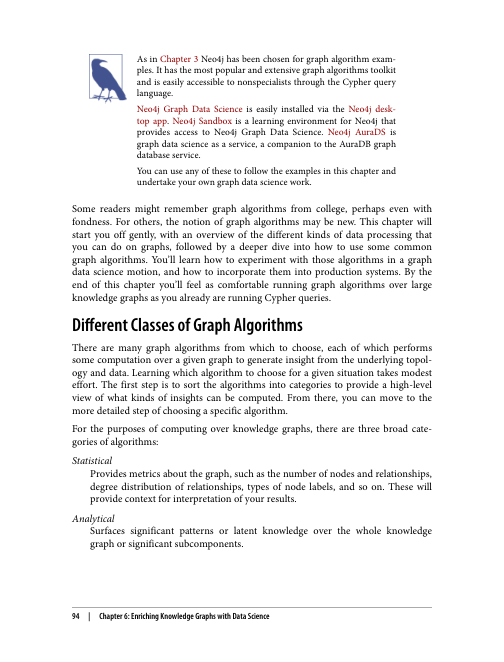 As in Chapter 3 Neo4j has been chosen for graph algorithm exam-
ples. It has the most popular and extensive graph algorithms toolkit
and is easily accessible to nonspecialists through the Cypher query
language.
Neo4j Graph Data Science is easily installed via the Neo4j desk-
top app. Neo4j Sandbox is a learning environment for Neo4j that
provides access to Neo4j Graph Data Science. Neo4j AuraDS is
graph data science as a service, a companion to the AuraDB graph
database service.
You can use any of these to follow the examples in this chapter and
undertake your own graph data science work.
Some readers might remember graph algorithms from college, perhaps even with
fondness. For others, the notion of graph algorithms may be new. This chapter will
start you off gently, with an overview of the different kinds of data processing that
you can do on graphs, followed by a deeper dive into how to use some common
graph algorithms. You'll learn how to experiment with those algorithms in a graph
data science motion, and how to incorporate them into production systems. By the
end of this chapter you'll feel as comfortable running graph algorithms over large
knowledge graphs as you already are running Cypher queries.
Different Classes of Graph Algorithms
There are many graph algorithms from which to choose, each of which performs
some computation over a given graph to generate insight from the underlying topol-
ogy and data. Learning which algorithm to choose for a given situation takes modest
effort. The first step is to sort the algorithms into categories to provide a high-level
view of what kinds of insights can be computed. From there, you can move to the
more detailed step of choosing a specific algorithm.
For the purposes of computing over knowledge graphs, there are three broad cate-
gories of algorithms:
Statistical
Provides metrics about the graph, such as the number of nodes and relationships,
degree distribution of relationships, types of node labels, and so on. These will
provide context for interpretation of your results.
Analytical
Surfaces significant patterns or latent knowledge over the whole knowledge
graph or significant subcomponents.
94 | Chapter 6: Enriching Knowledge Graphs with Data Science